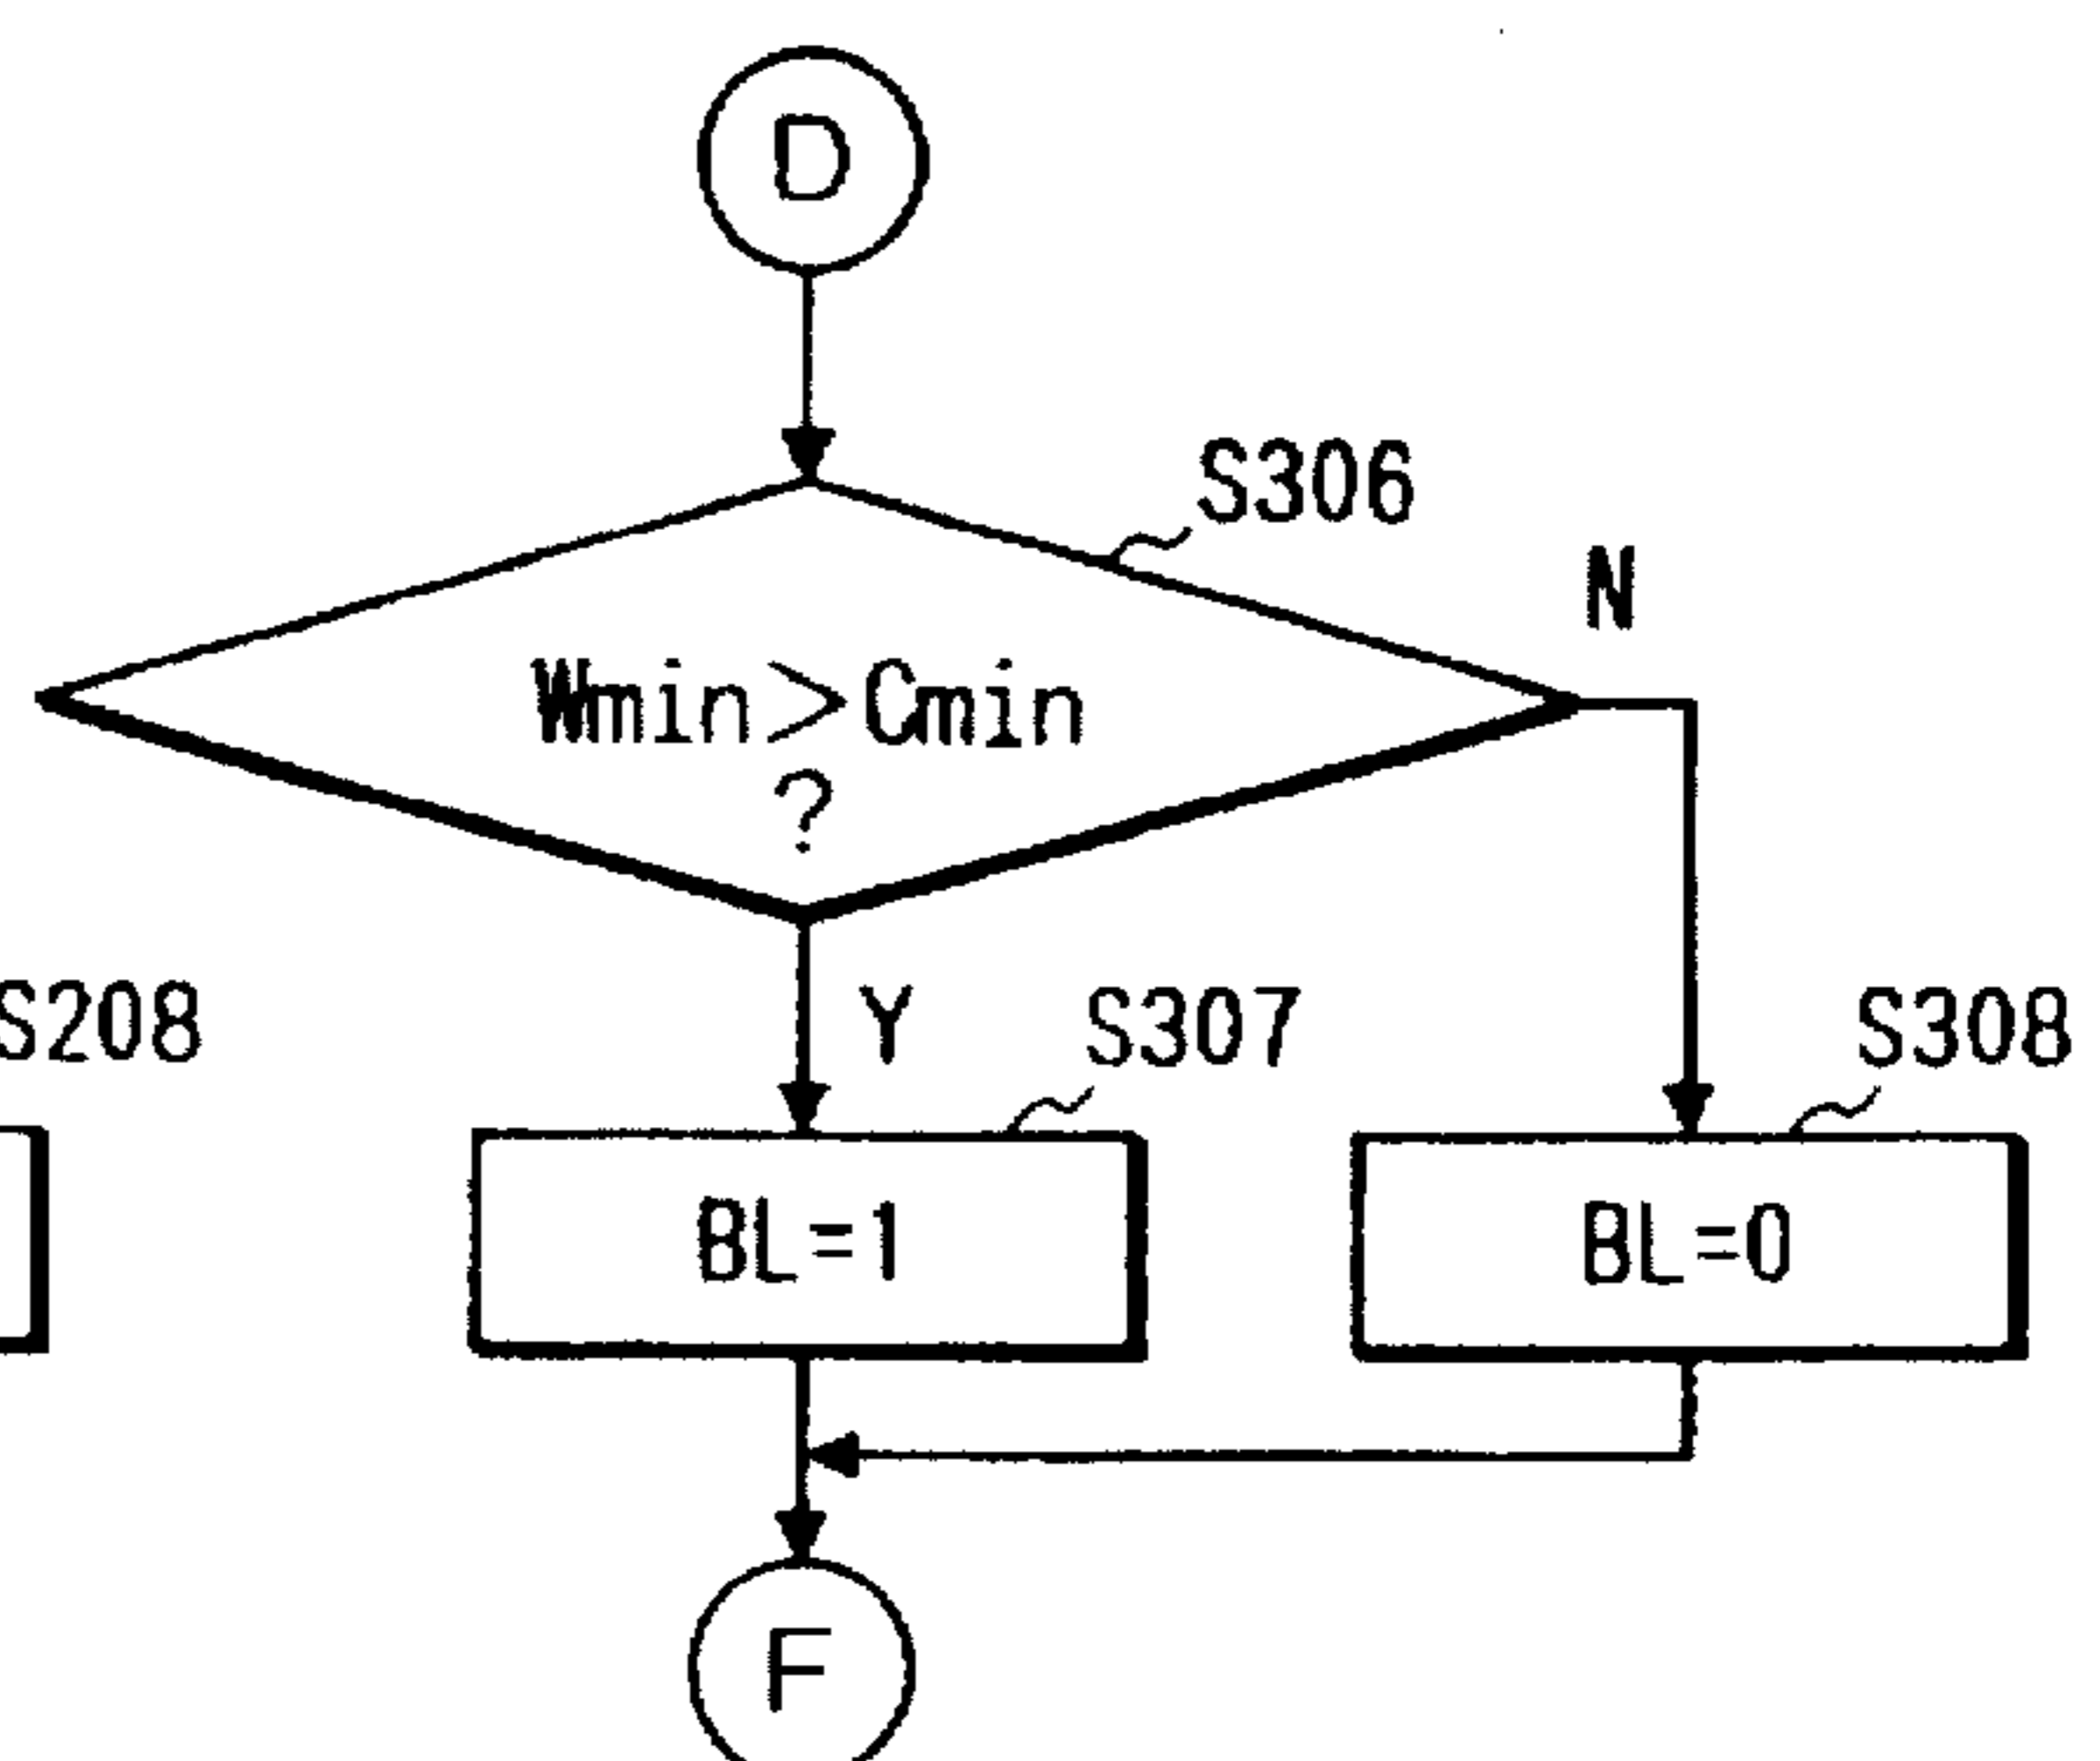 D
S306
N
Wmin>Cmin
?
S208
Y
S307
S308
BL=1
BL=0
F